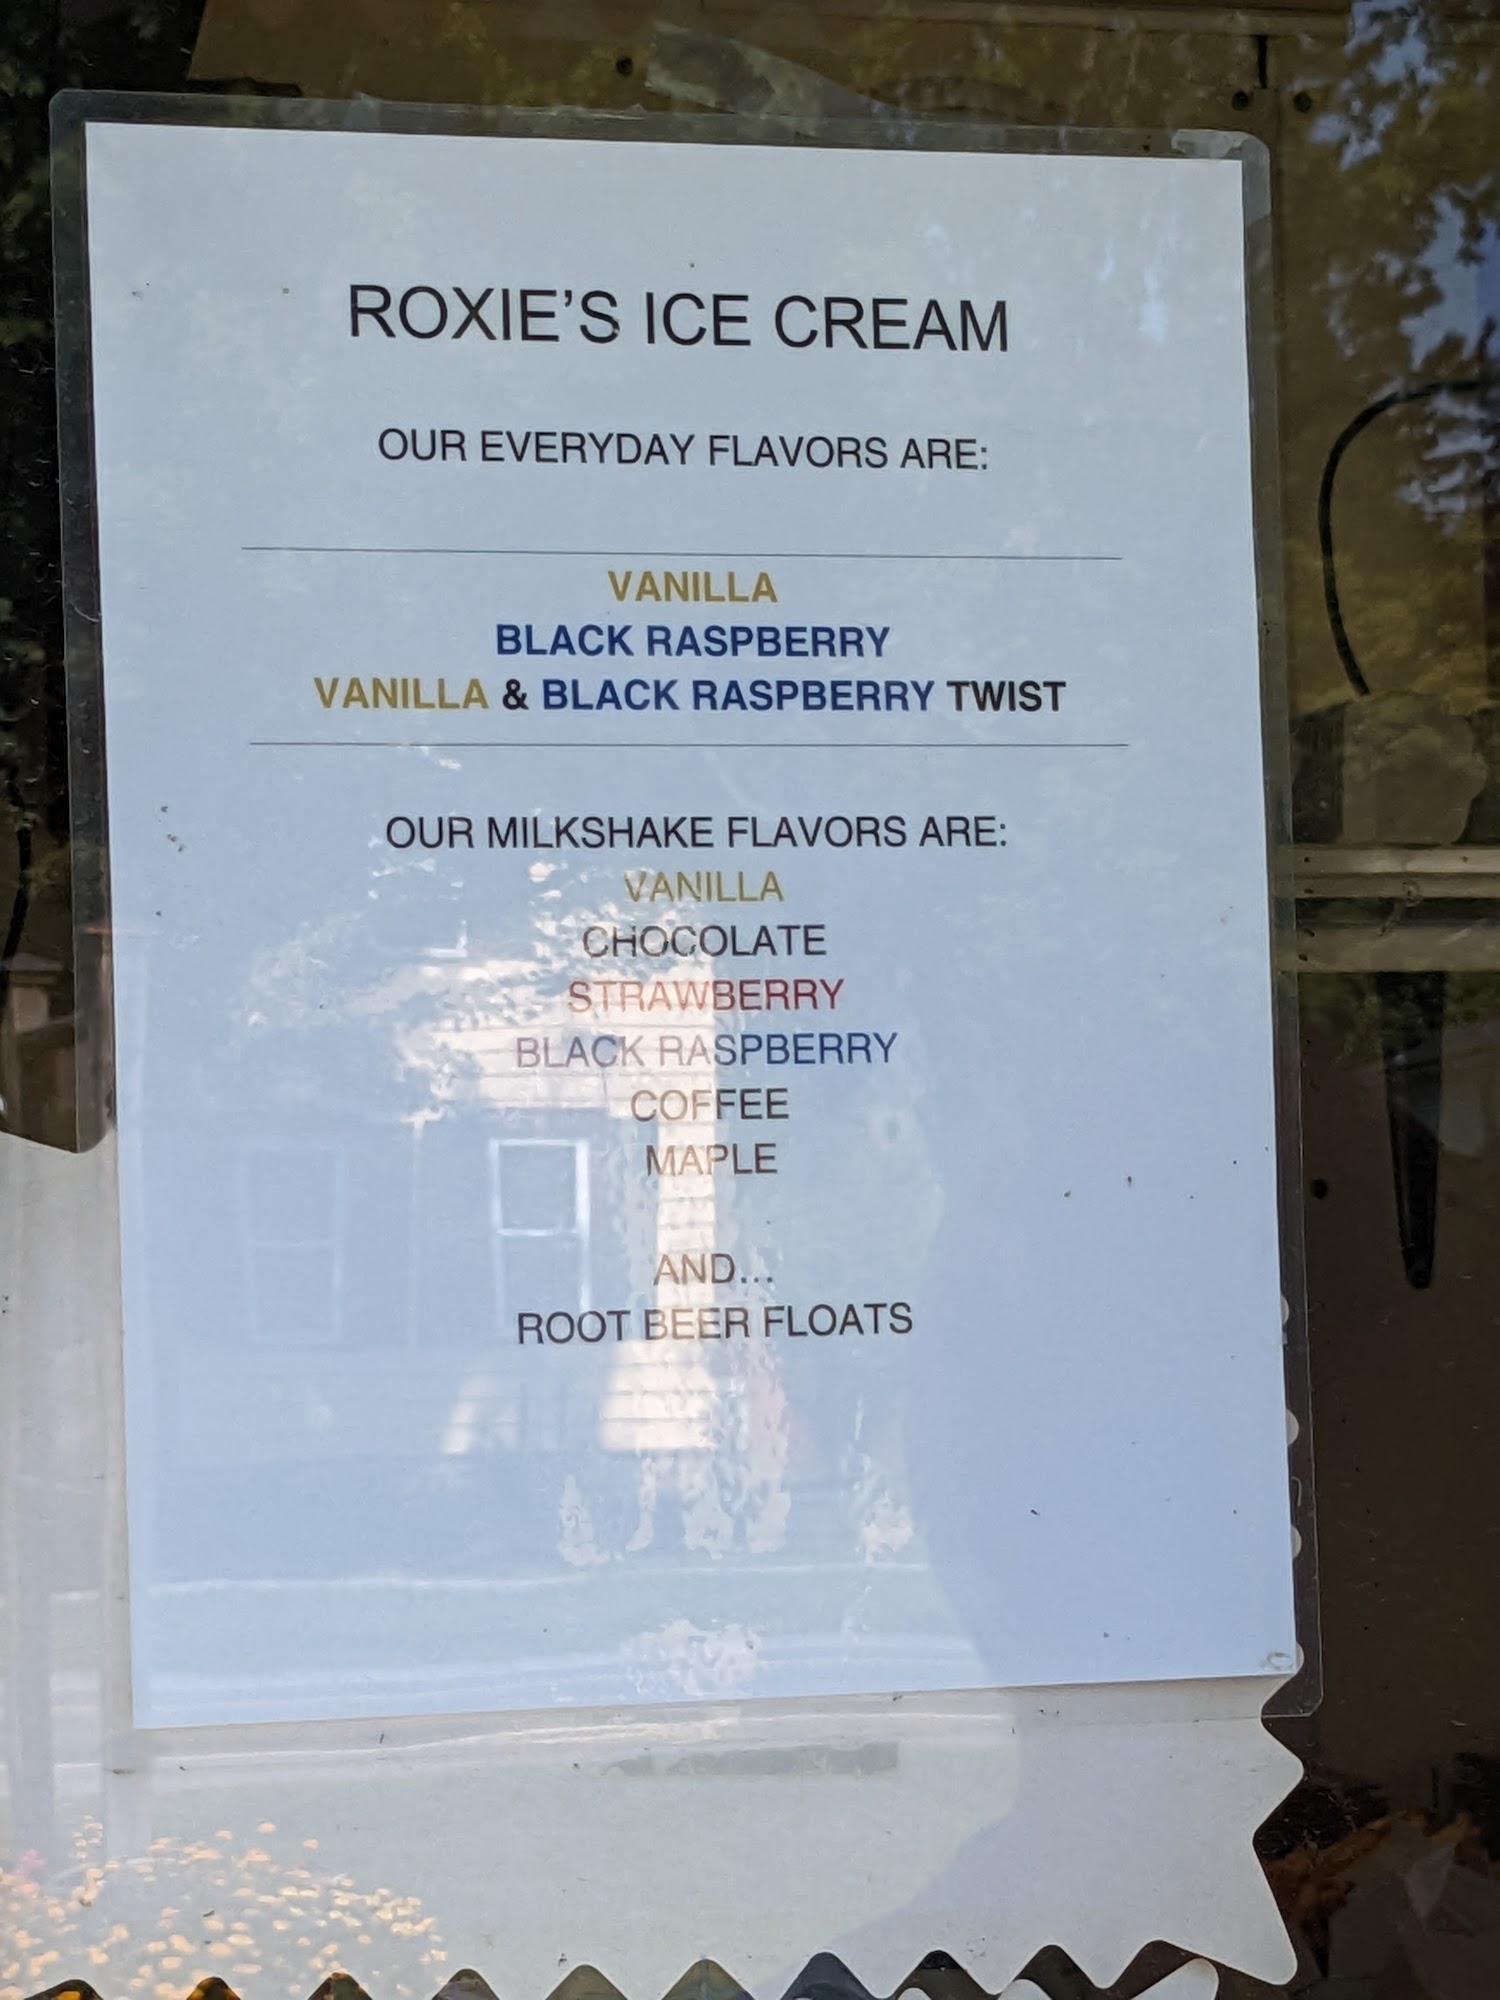 ROXIE'S ICE CREAM
OUR EVERYDAY FLAVORS ARE:
VANILLA
BLACK RASPBERRY
VANILLA & BLACK RASPBERRY TWIST
OUR MILKSHAKE FLAVORS ARE:
VANILLA
CHOCOLATE
STRAWBERRY
BLACK RASPBERRY
COFFEE
MAPLE
AND...
ROOT BEER FLOATS